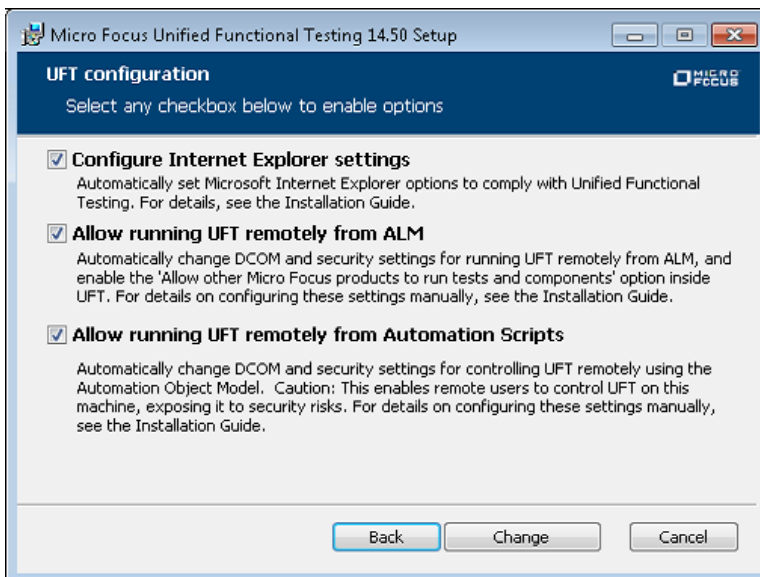 Micro Focus Unified Functional Testing 14.50 Setup
UFT configuration
MICRO
FOCUS
Select any checkbox below to enable options
Configure Internet Explorer settings
Automatically set Microsoft Internet Explorer options to comply with Unified Functional
Testing. For details, see the Installation Guide.
Allow running UFT remotely from ALM
Automatically change DCOM and security settings for running UFT remotely from ALM, and
enable the 'Allow other Micro Focus products to run tests and components' option inside
UFT. For details on configuring these settings manually, see the Installation Guide.
Allow running UFT remotely from Automation Scripts
Automatically change DCOM and security settings for controlling UFT remotely using the
Automation Object Model.  Caution: This enables remote users to control UFT on this
machine, exposing it to security risks. For details on configuring these settings manually,
see the Installation Guide.
Back
Change
Cancel